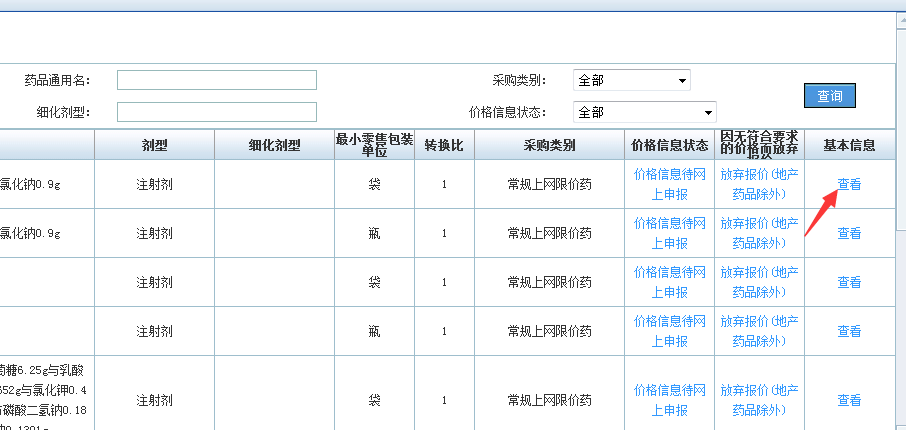 药品通用名：
采购类别：
全部
查询
细化剂型：
价格信息状态：
全部
剂型
细化剂型
最小零售包装
单位
转换比
采购类别
价格信息状态
因无符合要求
的价格而放弃
基本信息
氯化钠0.9g
注射剂
袋
1
常规上网限价药
价格信息待网
上申报
放弃报价(地产
药品除外)
查看
氯化钠0.9g
注射剂
瓶
1
常规上网限价药
价格信息待网
上申报
放弃报价(地产
药品除外)
查看
注射剂
袋
1
常规上网限价药
价格信息待网
上申报
放弃报价(地产
药品除外)
查看
注射剂
瓶
1
常规上网限价药
价格信息待网
上申报
放弃报价(地产
药品除外)
查看
萄糖6.25g与乳酸
352g与氯化钾0.4
磷酸二氢钠0.18
注射剂
袋
1
常规上网限价药
价格信息待网
上申报
放弃报价(地产
药品除外)
查看